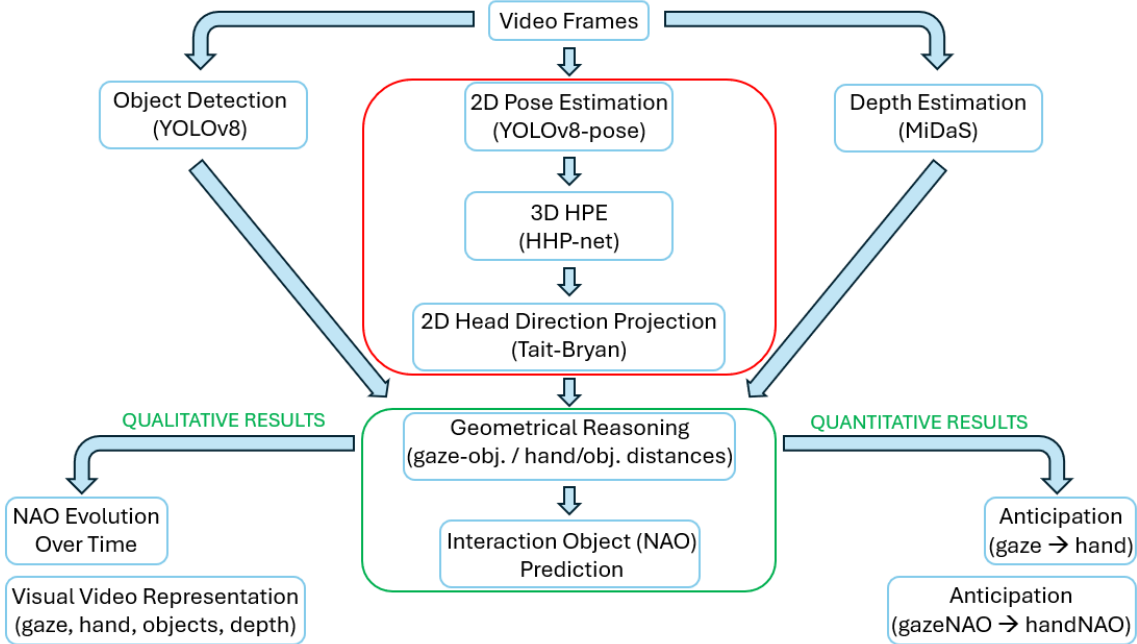 Video Frames
Object Detection
(YOLOv8)
2D Pose Estimation
(YOLOv8-pose)
Depth Estimation
(MiDaS)
3D HPE
(HHP-net)
2D Head Direction Projection
(Tait-Bryan)
QUALITATIVE RESULTS
Geometrical Reasoning
(gaze-obj. / hand/obj. distances)
QUANTITATIVE RESULTS
NAO Evolution
Over Time
Interaction Object (NAO)
Prediction
Anticipation
(gaze → hand)
Visual Video Representation
(gaze, hand, objects, depth)
Anticipation
(gazeNAO → handNAO)